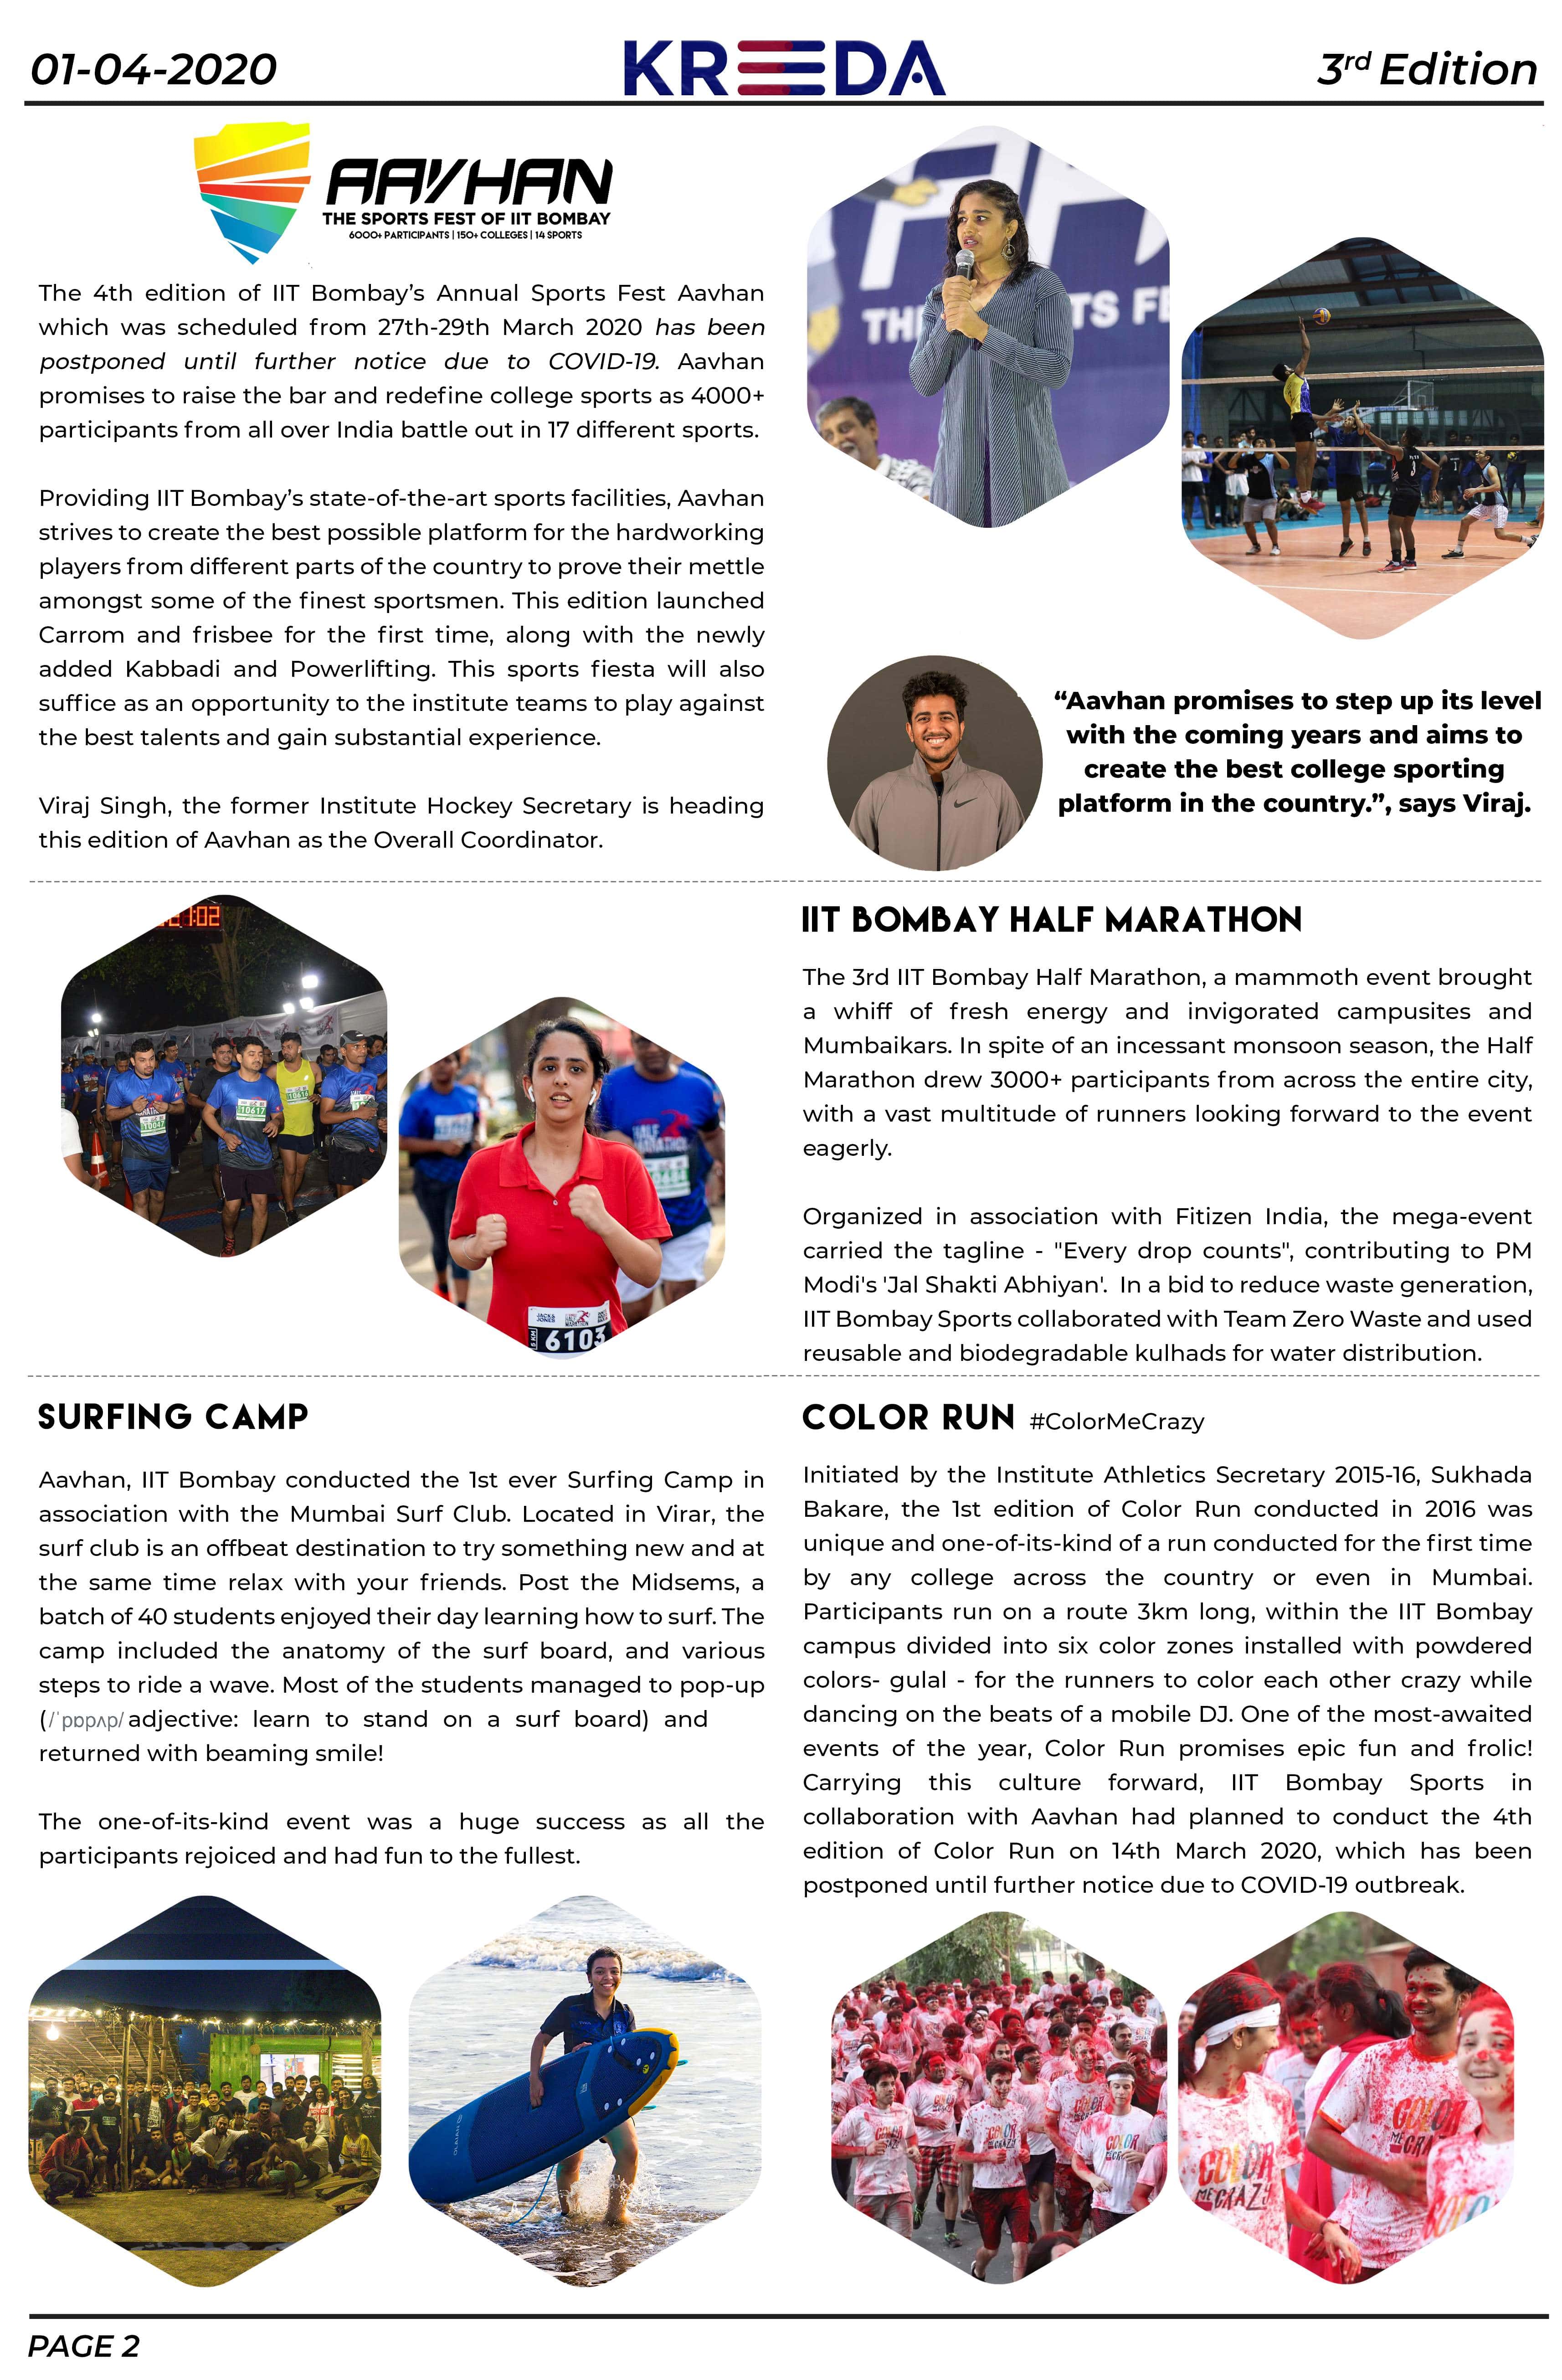 01-04-2020
KREEDA
3rd Edition
AAVHAN
THE SPORTS FEST OF IIT BOMBAY
6000+ PARTICIPANTS | 150+ COLLEGES | 14 SPORTS
The 4th edition of IIT Bombay’s Annual Sports Fest Aavhan
which was scheduled from 27th-29th March 2020 has been
postponed until further notice due to COVID-19. Aavhan
promises to raise the bar and redefine college sports as 4000+
participants from all over India battle out in 17 different sports.
Providing IIT Bombay’s state-of-the-art sports facilities, Aavhan
strives to create the best possible platform for the hardworking
players from different parts of the country to prove their mettle
amongst some of the finest sportsmen. This edition launched
Carrom and frisbee for the first time, along with the newly
added Kabbadi and Powerlifting. This sports fiesta will also
suffice as an opportunity to the institute teams to play against
the best talents and gain substantial experience.
Viraj Singh, the former Institute Hockey Secretary is heading
this edition of Aavhan as the Overall Coordinator.
“Aavhan promises to step up its level
with the coming years and aims to
create the best college sporting
platform in the country.”, says Viraj.
IIT BOMBAY HALF MARATHON
The 3rd IIT Bombay Half Marathon, a mammoth event brought
a whiff of fresh energy and invigorated campusites and
Mumbaikars. In spite of an incessant monsoon season, the Half
Marathon drew 3000+ participants from across the entire city,
with a vast multitude of runners looking forward to the event
eagerly.
Organized in association with Fitizen India, the mega-event
carried the tagline - "Every drop counts", contributing to PM
Modi's 'Jal Shakti Abhiyan'. In a bid to reduce waste generation,
IIT Bombay Sports collaborated with Team Zero Waste and used
reusable and biodegradable kulhads for water distribution.
10617
6103
SURFING CAMP
Aavhan, IIT Bombay conducted the 1st ever Surfing Camp in
association with the Mumbai Surf Club. Located in Virar, the
surf club is an offbeat destination to try something new and at
the same time relax with your friends. Post the Midsems, a
batch of 40 students enjoyed their day learning how to surf. The
camp included the anatomy of the surf board, and various
steps to ride a wave. Most of the students managed to pop-up
(/ˈpɒpʌp/ adjective: learn to stand on a surf board) and
returned with beaming smile!
The one-of-its-kind event was a huge success as all the
participants rejoiced and had fun to the fullest.
COLOR RUN #ColorMeCrazy
Initiated by the Institute Athletics Secretary 2015-16, Sukhada
Bakare, the 1st edition of Color Run conducted in 2016 was
unique and one-of-its-kind of a run conducted for the first time
by any college across the country or even in Mumbai.
Participants run on a route 3km long, within the IIT Bombay
campus divided into six color zones installed with powdered
colors- gulal - for the runners to color each other crazy while
dancing on the beats of a mobile DJ. One of the most-awaited
events of the year, Color Run promises epic fun and frolic!
Carrying this culture forward, IIT Bombay Sports in
collaboration with Aavhan had planned to conduct the 4th
edition of Color Run on 14th March 2020, which has been
postponed until further notice due to COVID-19 outbreak.
COLOR
ME CRAZY
PAGE 2